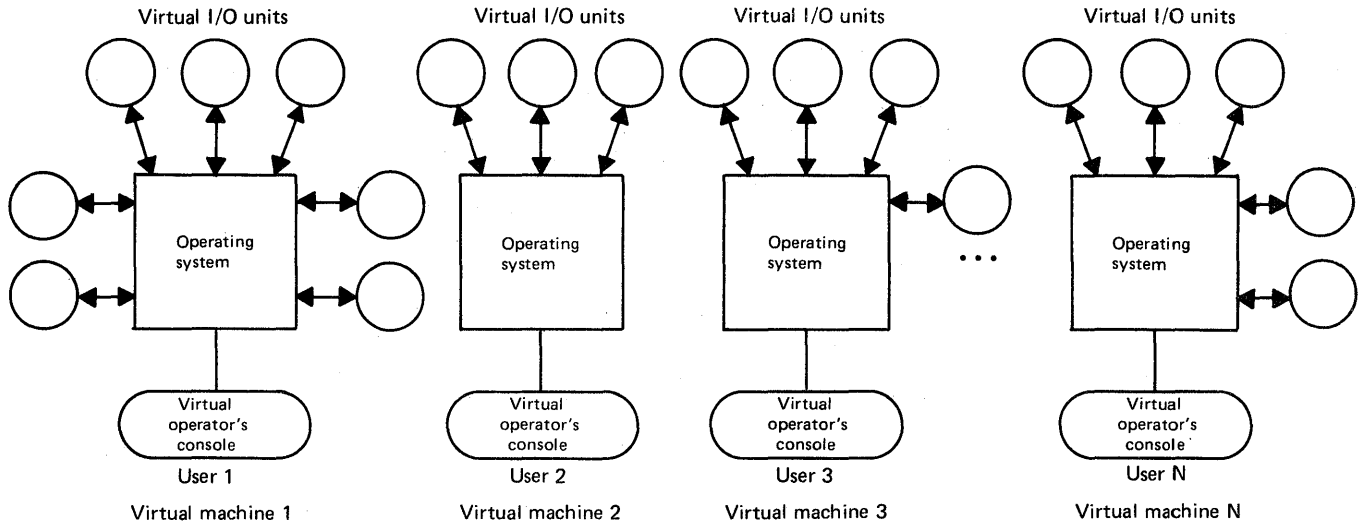 Virtual I/O units
Virtual I/O units
Virtual I/O units
Virtual I/O units
Operating
system
Operating
system
Operating
system
Operating
system
...
Virtual
operator's
console
Virtual
operator's
console
Virtual
operator's
console
Virtual
operator's
console
User 1
User 2
User 3
User N
Virtual machine 1
Virtual machine 2
Virtual machine 3
Virtual machine N